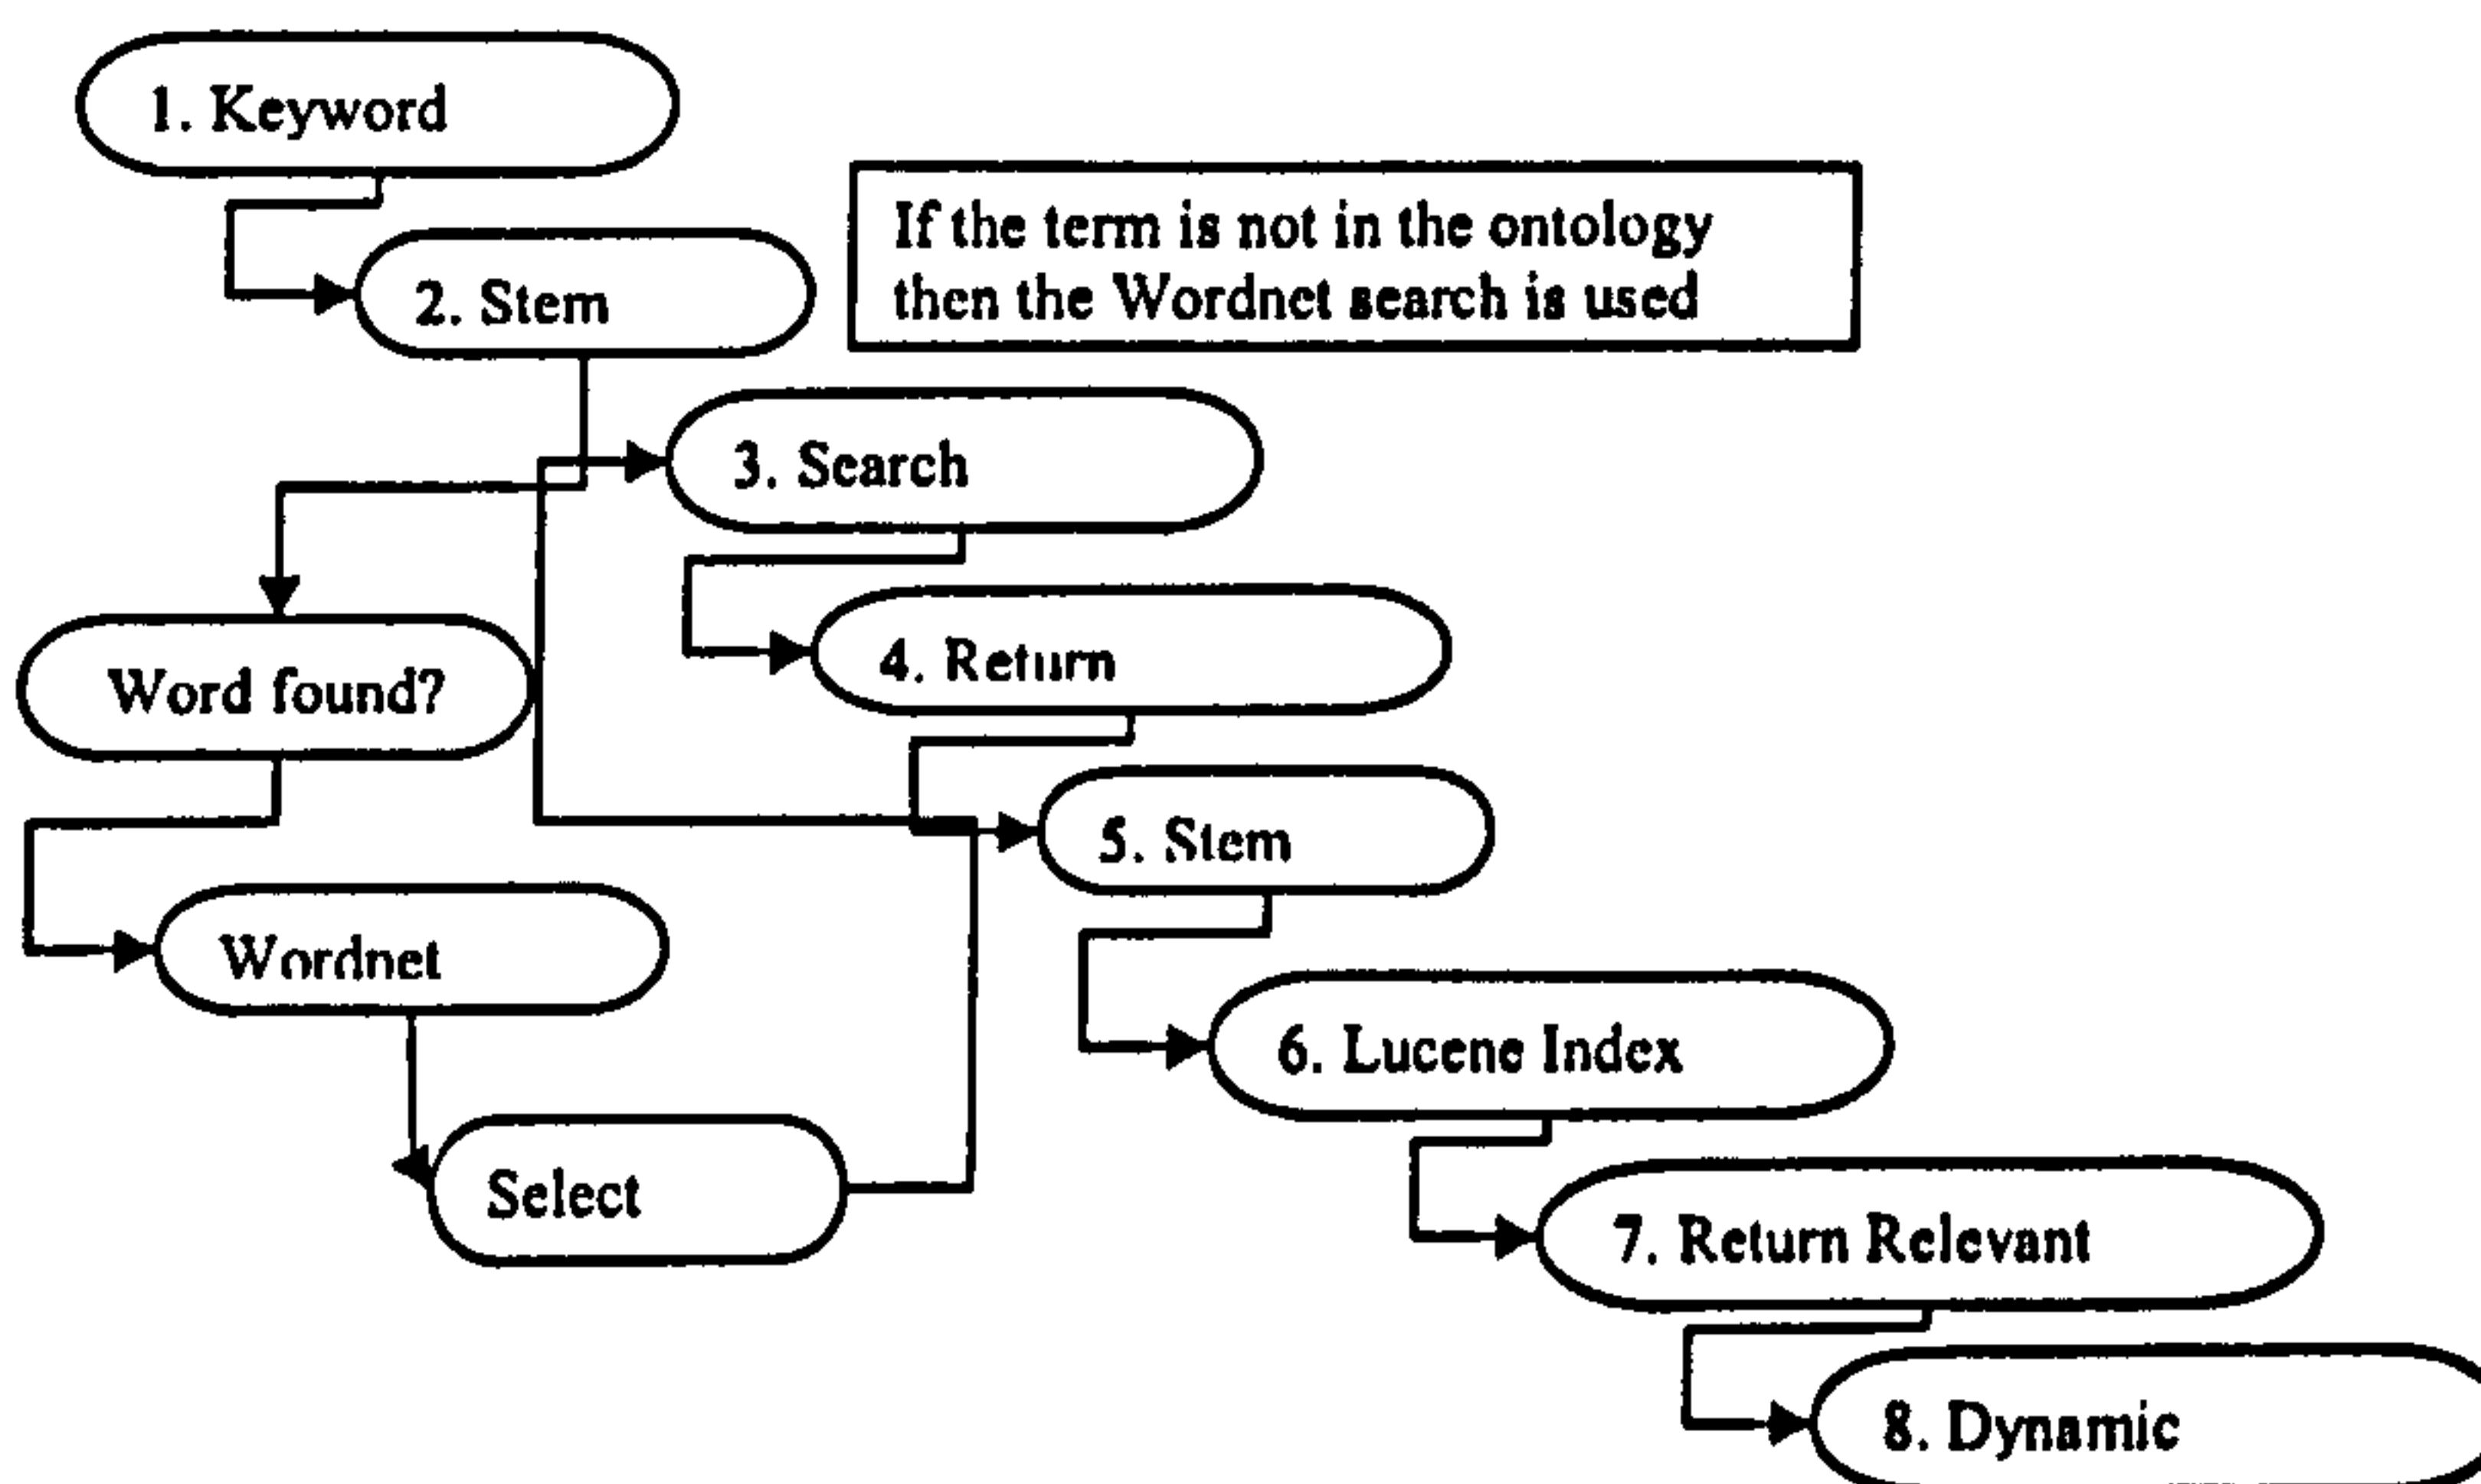 1. Keyword
If the term is not in the ontology
then the Wordnet search is used
2. Stem
3. Search
4. Return
Word found?
5. Stem
Wordnet
6. Lucene Index
Select
7. Return Relevant
8. Dynamic